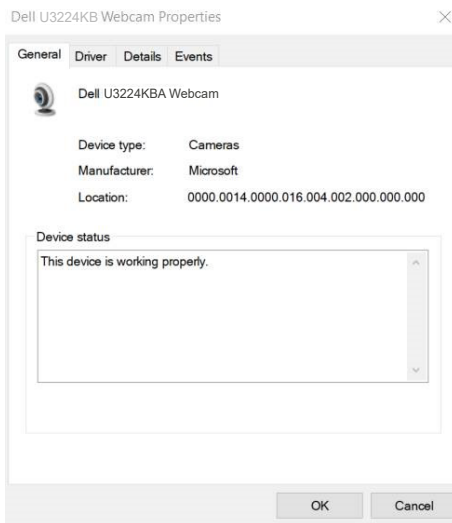 Dell U3224KB Webcam Properties
General Driver Details Events
Dell U3224KBA Webcam
Device type: Cameras
Manufacturer: Microsoft
Location: 0000.0014.0000.016.004.002.000.000.000
Device status
This device is working properly.
OK Cancel